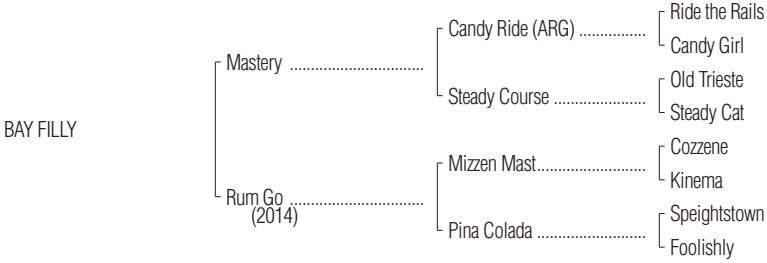 Ride the Rails
Candy Ride (ARG) ................
Candy Girl
Mastery ................................
Old Trieste
Steady Course ......................
Steady Cat
BAY FILLY
Cozzene
Mizzen Mast..........................
Kinema
Rum Go ................................
(2014)
Speightstown
Pina Colada ..........................
Foolishly